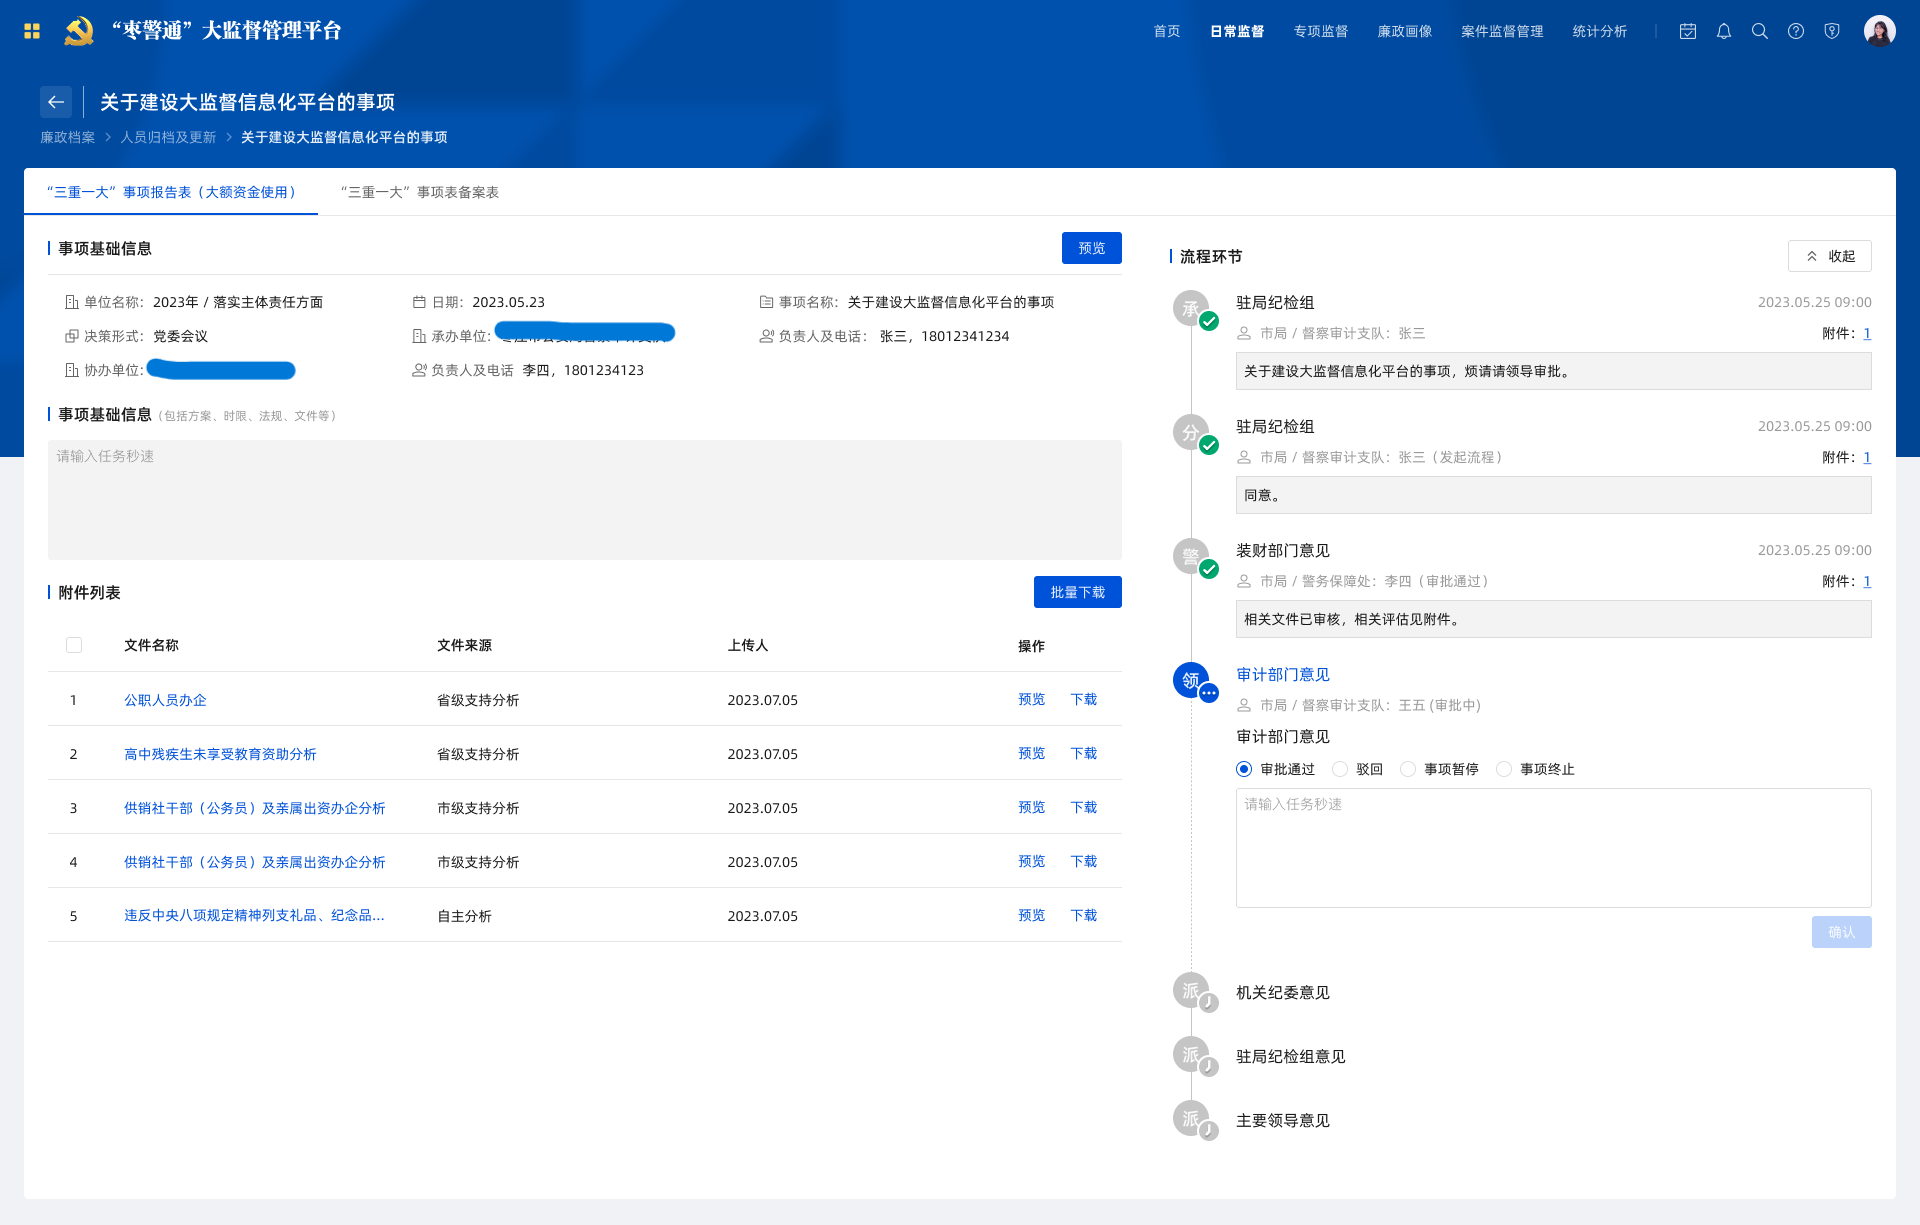 “枣警通”大监督管理平台
首页 日常监督 专项监督 廉政画像 案件监督管理 统计分析
关于建设大监督信息化平台的事项
廉政档案 > 人员归档及更新 > 关于建设大监督信息化平台的事项
“三重一大”事项报告表（大额资金使用） “三重一大”事项表备案表
事项基础信息 预览
单位名称： 2023年 / 落实主体责任方面 日期： 2023.05.23 事项名称： 关于建设大监督信息化平台的事项
决策形式： 党委会议 承办单位： 负责人及电话： 张三，18012341234
协办单位： 负责人及电话 李四，1801234123
事项基础信息（包括方案、时限、法规、文件等）
请输入任务秒速
附件列表 批量下载
文件名称 文件来源 上传人 操作
1 公职人员办企 省级支持分析 2023.07.05 预览 下载
2 高中残疾生未享受教育资助分析 省级支持分析 2023.07.05 预览 下载
3 供销社干部（公务员）及亲属出资办企分析 市级支持分析 2023.07.05 预览 下载
4 供销社干部（公务员）及亲属出资办企分析 市级支持分析 2023.07.05 预览 下载
5 违反中央八项规定精神列支礼品、纪念品... 自主分析 2023.07.05 预览 下载
流程环节 收起
承 驻局纪检组 2023.05.25 09:00
市局 / 督察审计支队：张三 附件：1
关于建设大监督信息化平台的事项，烦请请领导审批。
分 驻局纪检组 2023.05.25 09:00
市局 / 督察审计支队：张三（发起流程） 附件：1
同意。
警 装财部门意见 2023.05.25 09:00
市局 / 警务保障处：李四（审批通过） 附件：1
相关文件已审核，相关评估见附件。
领 审计部门意见
市局 / 督察审计支队：王五 (审批中)
审计部门意见
审批通过 驳回 事项暂停 事项终止
请输入任务秒速
确认
派 机关纪委意见
派 驻局纪检组意见
派 主要领导意见